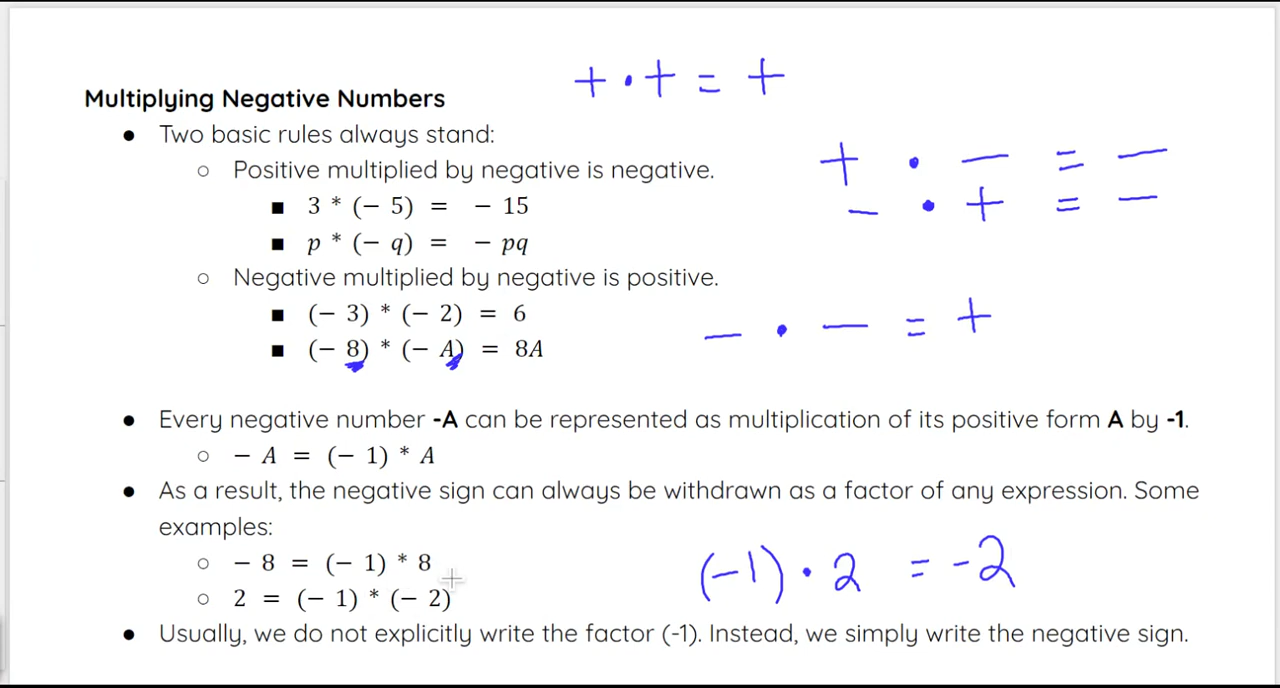 + • + = +
Multiplying Negative Numbers
● Two basic rules always stand:
○ Positive multiplied by negative is negative.
+ • − = −
■ 3 * (− 5) = − 15
− • + = −
■ p * (− q) = − pq
○ Negative multiplied by negative is positive.
■ (− 3) * (− 2) = 6
− • − = +
■ (− 8) * (− A) = 8A
● Every negative number -A can be represented as multiplication of its positive form A by -1.
○ − A = (− 1) * A
● As a result, the negative sign can always be withdrawn as a factor of any expression. Some
examples:
○ − 8 = (− 1) * 8
(-1) • 2 = -2
○ 2 = (− 1) * (− 2)
● Usually, we do not explicitly write the factor (-1). Instead, we simply write the negative sign.